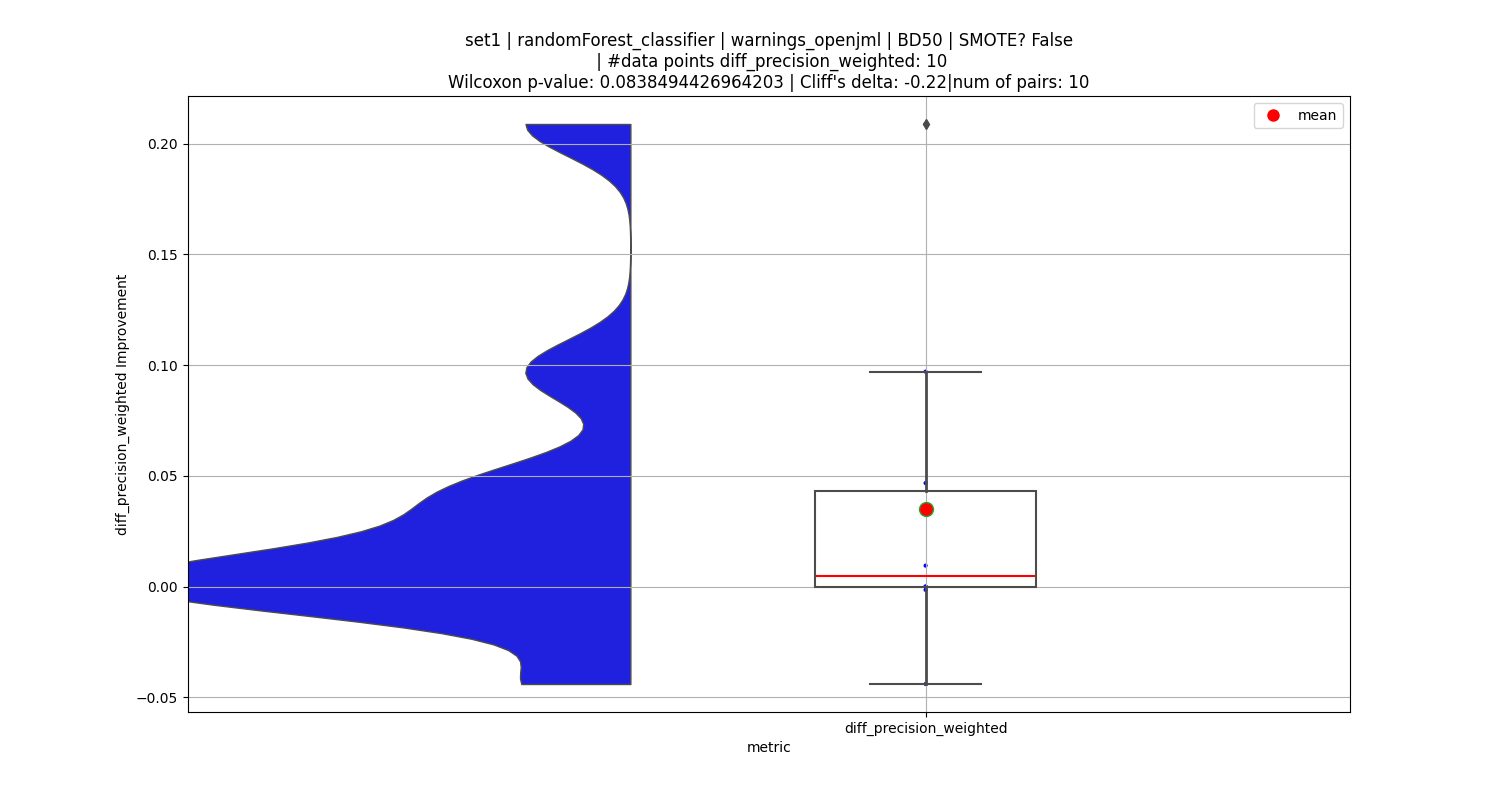 set1 | randomForest_classifier | warnings_openjml | BD50 | SMOTE? False
| #data points diff_precision_weighted: 10
Wilcoxon p-value: 0.0838494426964203 | Cliff's delta: -0.22|num of pairs: 10
mean
0.20
0.15
0.10
0.05
0.00
−0.05
diff_precision_weighted Improvement
diff_precision_weighted
metric